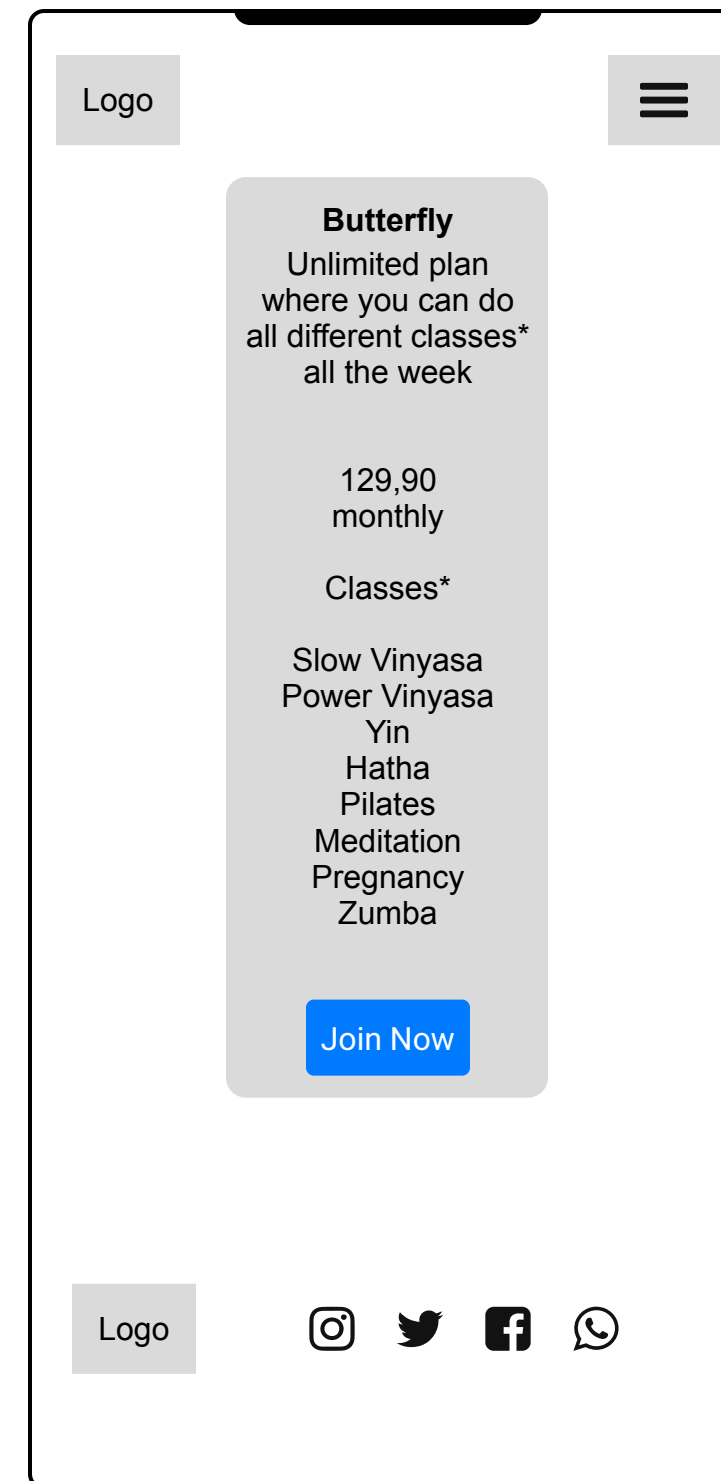 Logo
Butterfly
Unlimited plan
where you can do
all different classes*
all the week
129,90
monthly
Classes*
Slow Vinyasa
Power Vinyasa
Yin
Hatha
Pilates
Meditation
Pregnancy
Zumba
Join Now
Logo